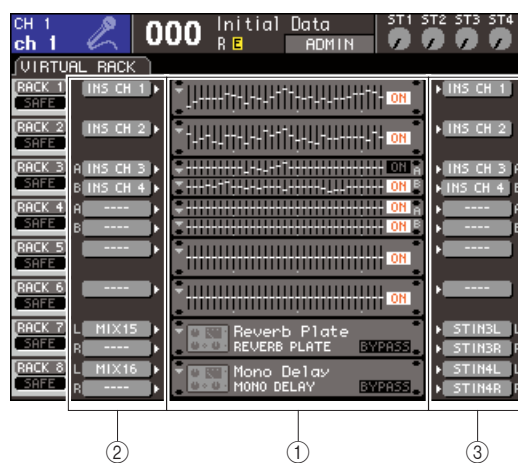 CH 1
ch 1
000
Initial Data
R E
ADMIN
ST1 ST2 ST3 ST4
VIRTUAL RACK
RACK 1
SAFE
INS CH 1
ON
INS CH 1
RACK 2
SAFE
INS CH 2
ON
INS CH 2
RACK 3
SAFE
A INS CH 3
ON A
INS CH 3 A
B INS CH 4
ON B
INS CH 4 B
RACK 4
SAFE
A ----
ON A
---- A
B ----
ON B
---- B
RACK 5
SAFE
----
ON
----
RACK 6
SAFE
----
ON
----
RACK 7
SAFE
L MIX15
R ----
Reverb Plate
REVERB PLATE
BYPASS
STIN3L L
STIN3R R
RACK 8
SAFE
L MIX16
R ----
Mono Delay
MONO DELAY
BYPASS
STIN4L L
STIN4R R
② ① ③